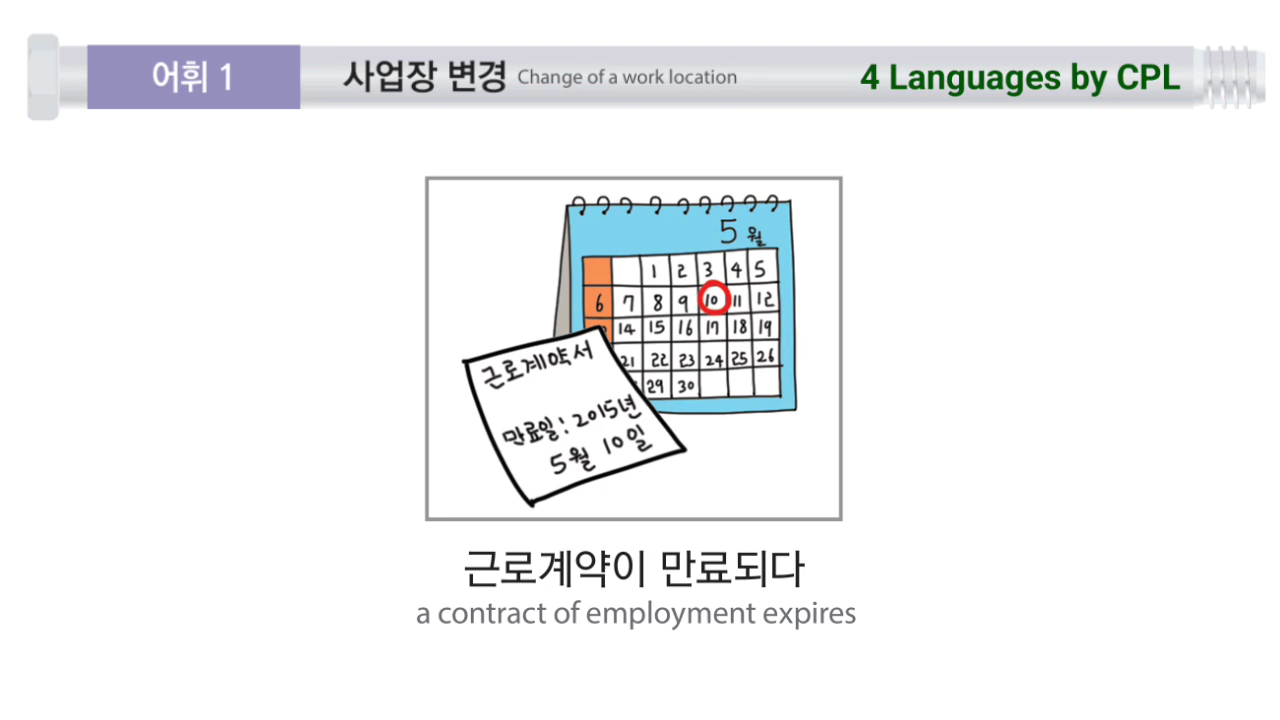 어휘 1 사업장 변경 Change of a work location 4 Languages by CPL
5 월
1 2 3 4 5
6 7 8 9 10 11 12
14 15 16 17 18 19
21 22 23 24 25 26
29 30
근로계약서
만료일: 2015년
5월 10일
근로계약이 만료되다
a contract of employment expires